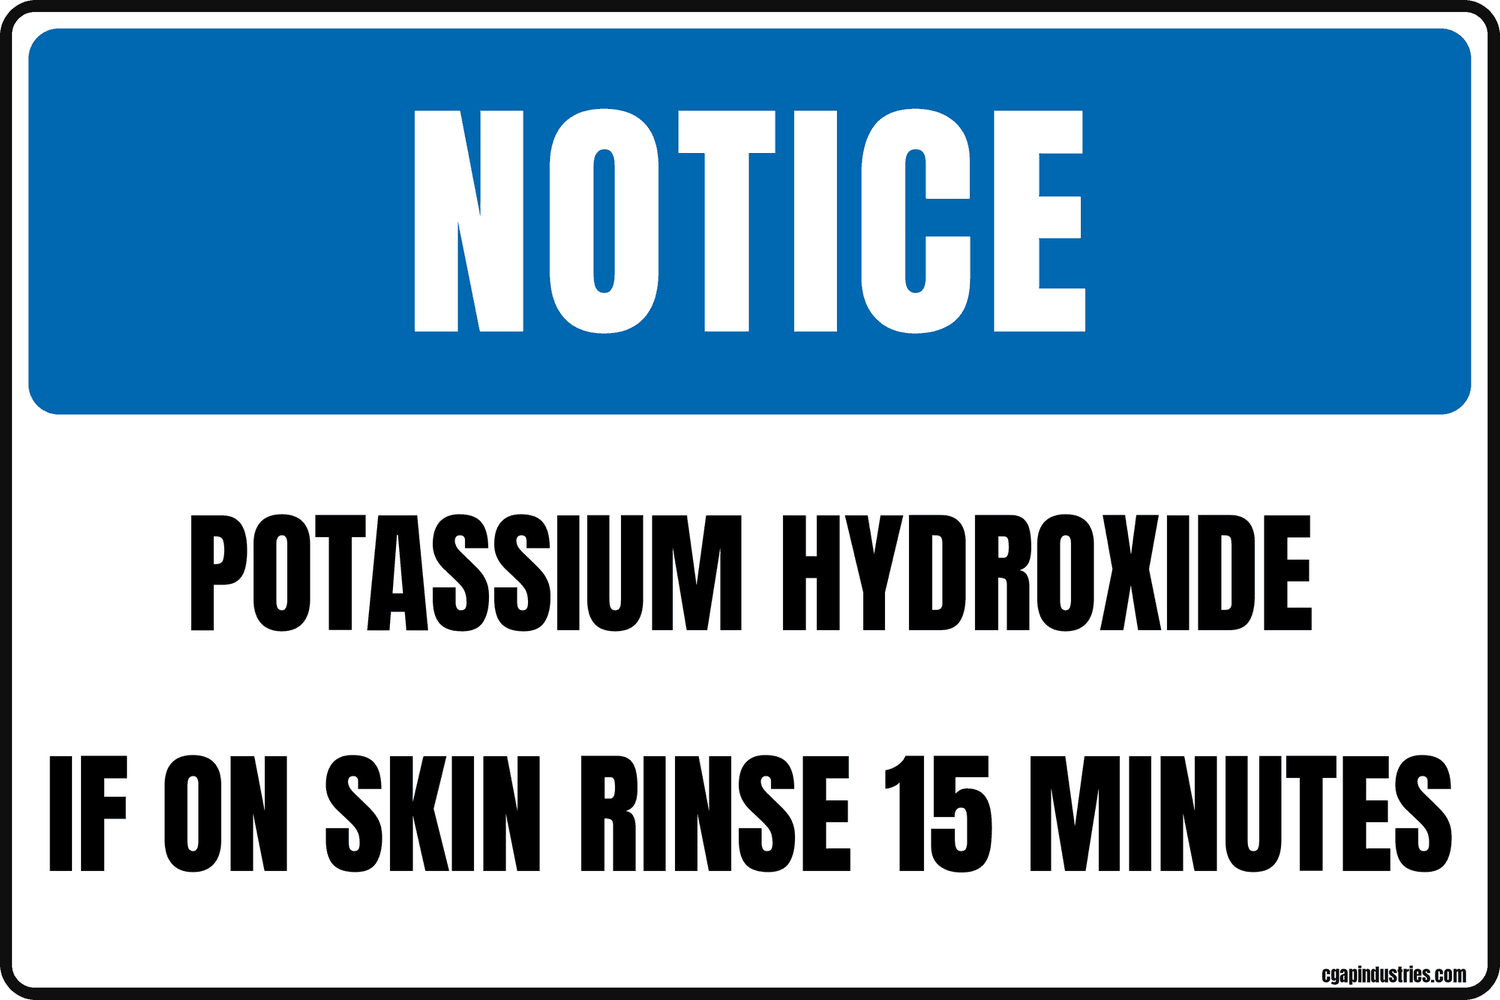 NOTICE
POTASSIUM HYDROXIDE
IF ON SKIN RINSE 15 MINUTES
cgapindustries.com